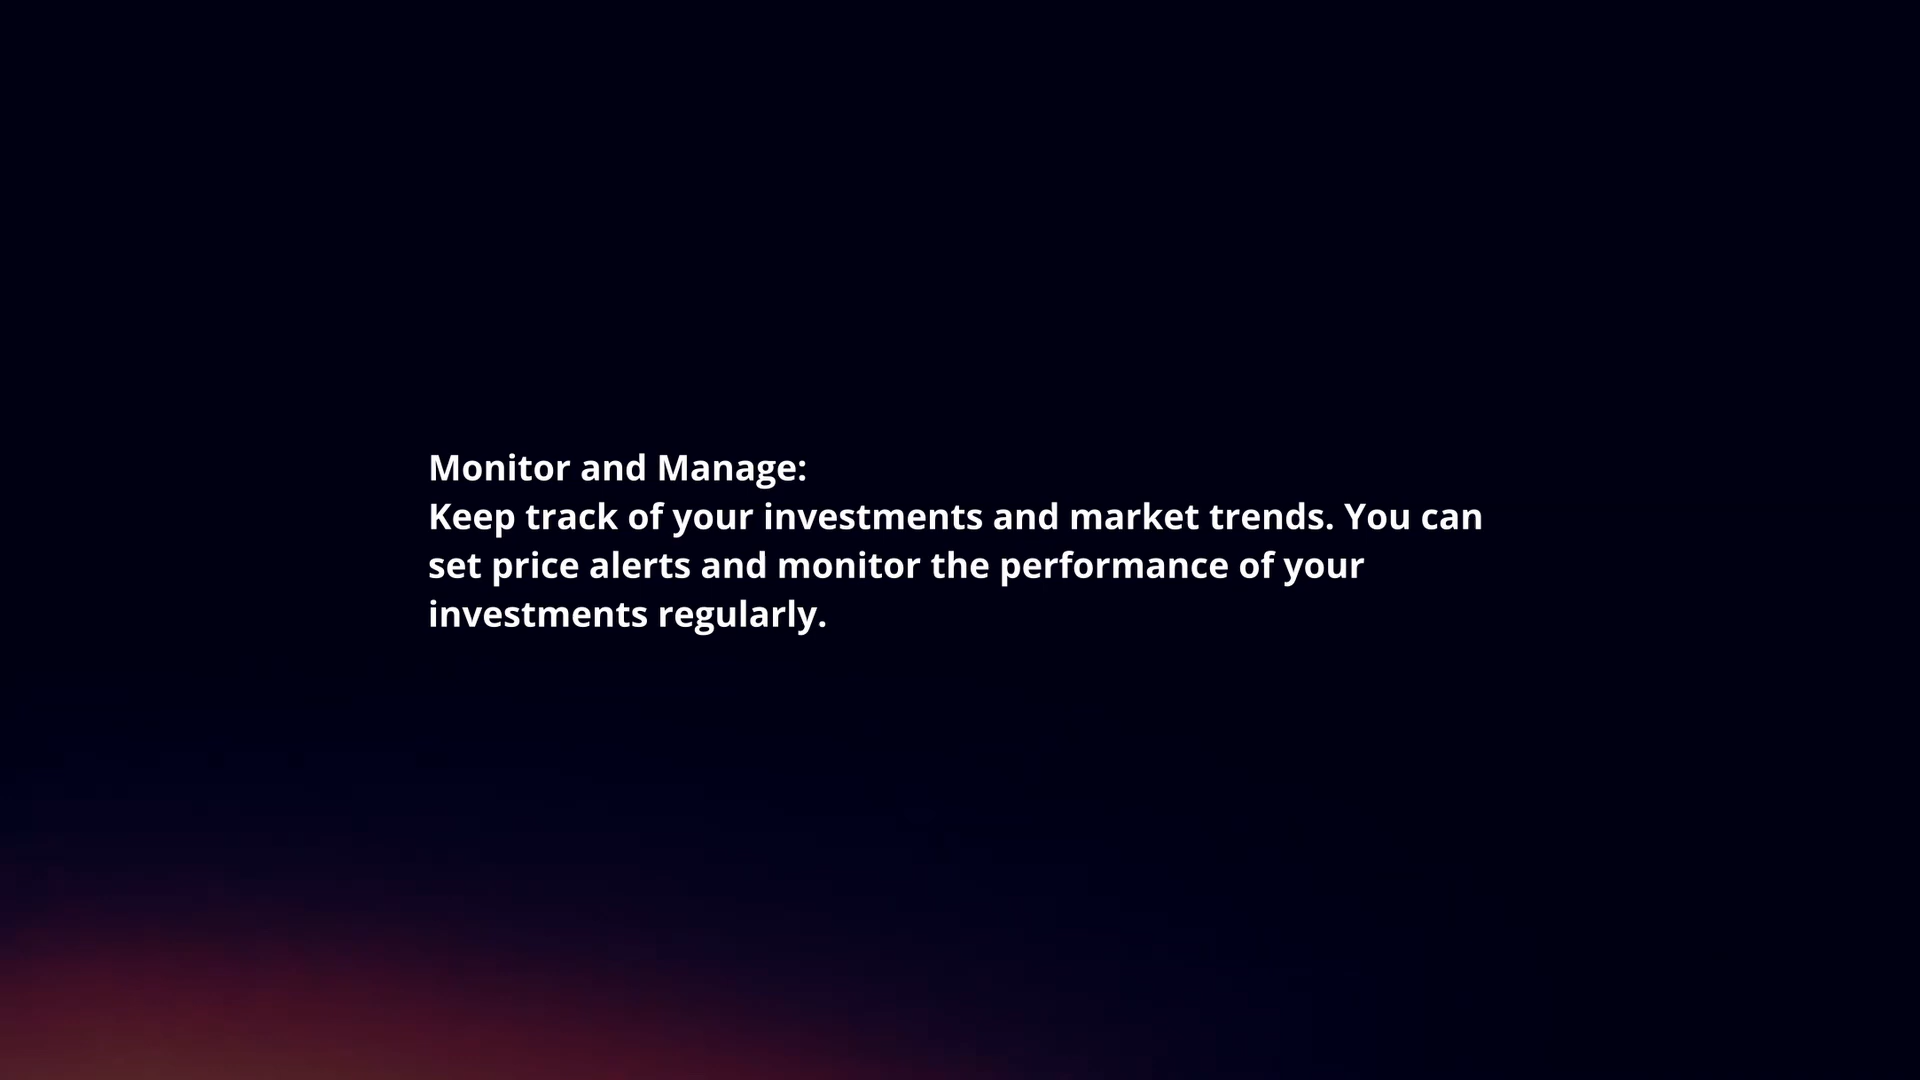 Monitor and Manage:
Keep track of your investments and market trends. You can
set price alerts and monitor the performance of your
investments regularly.